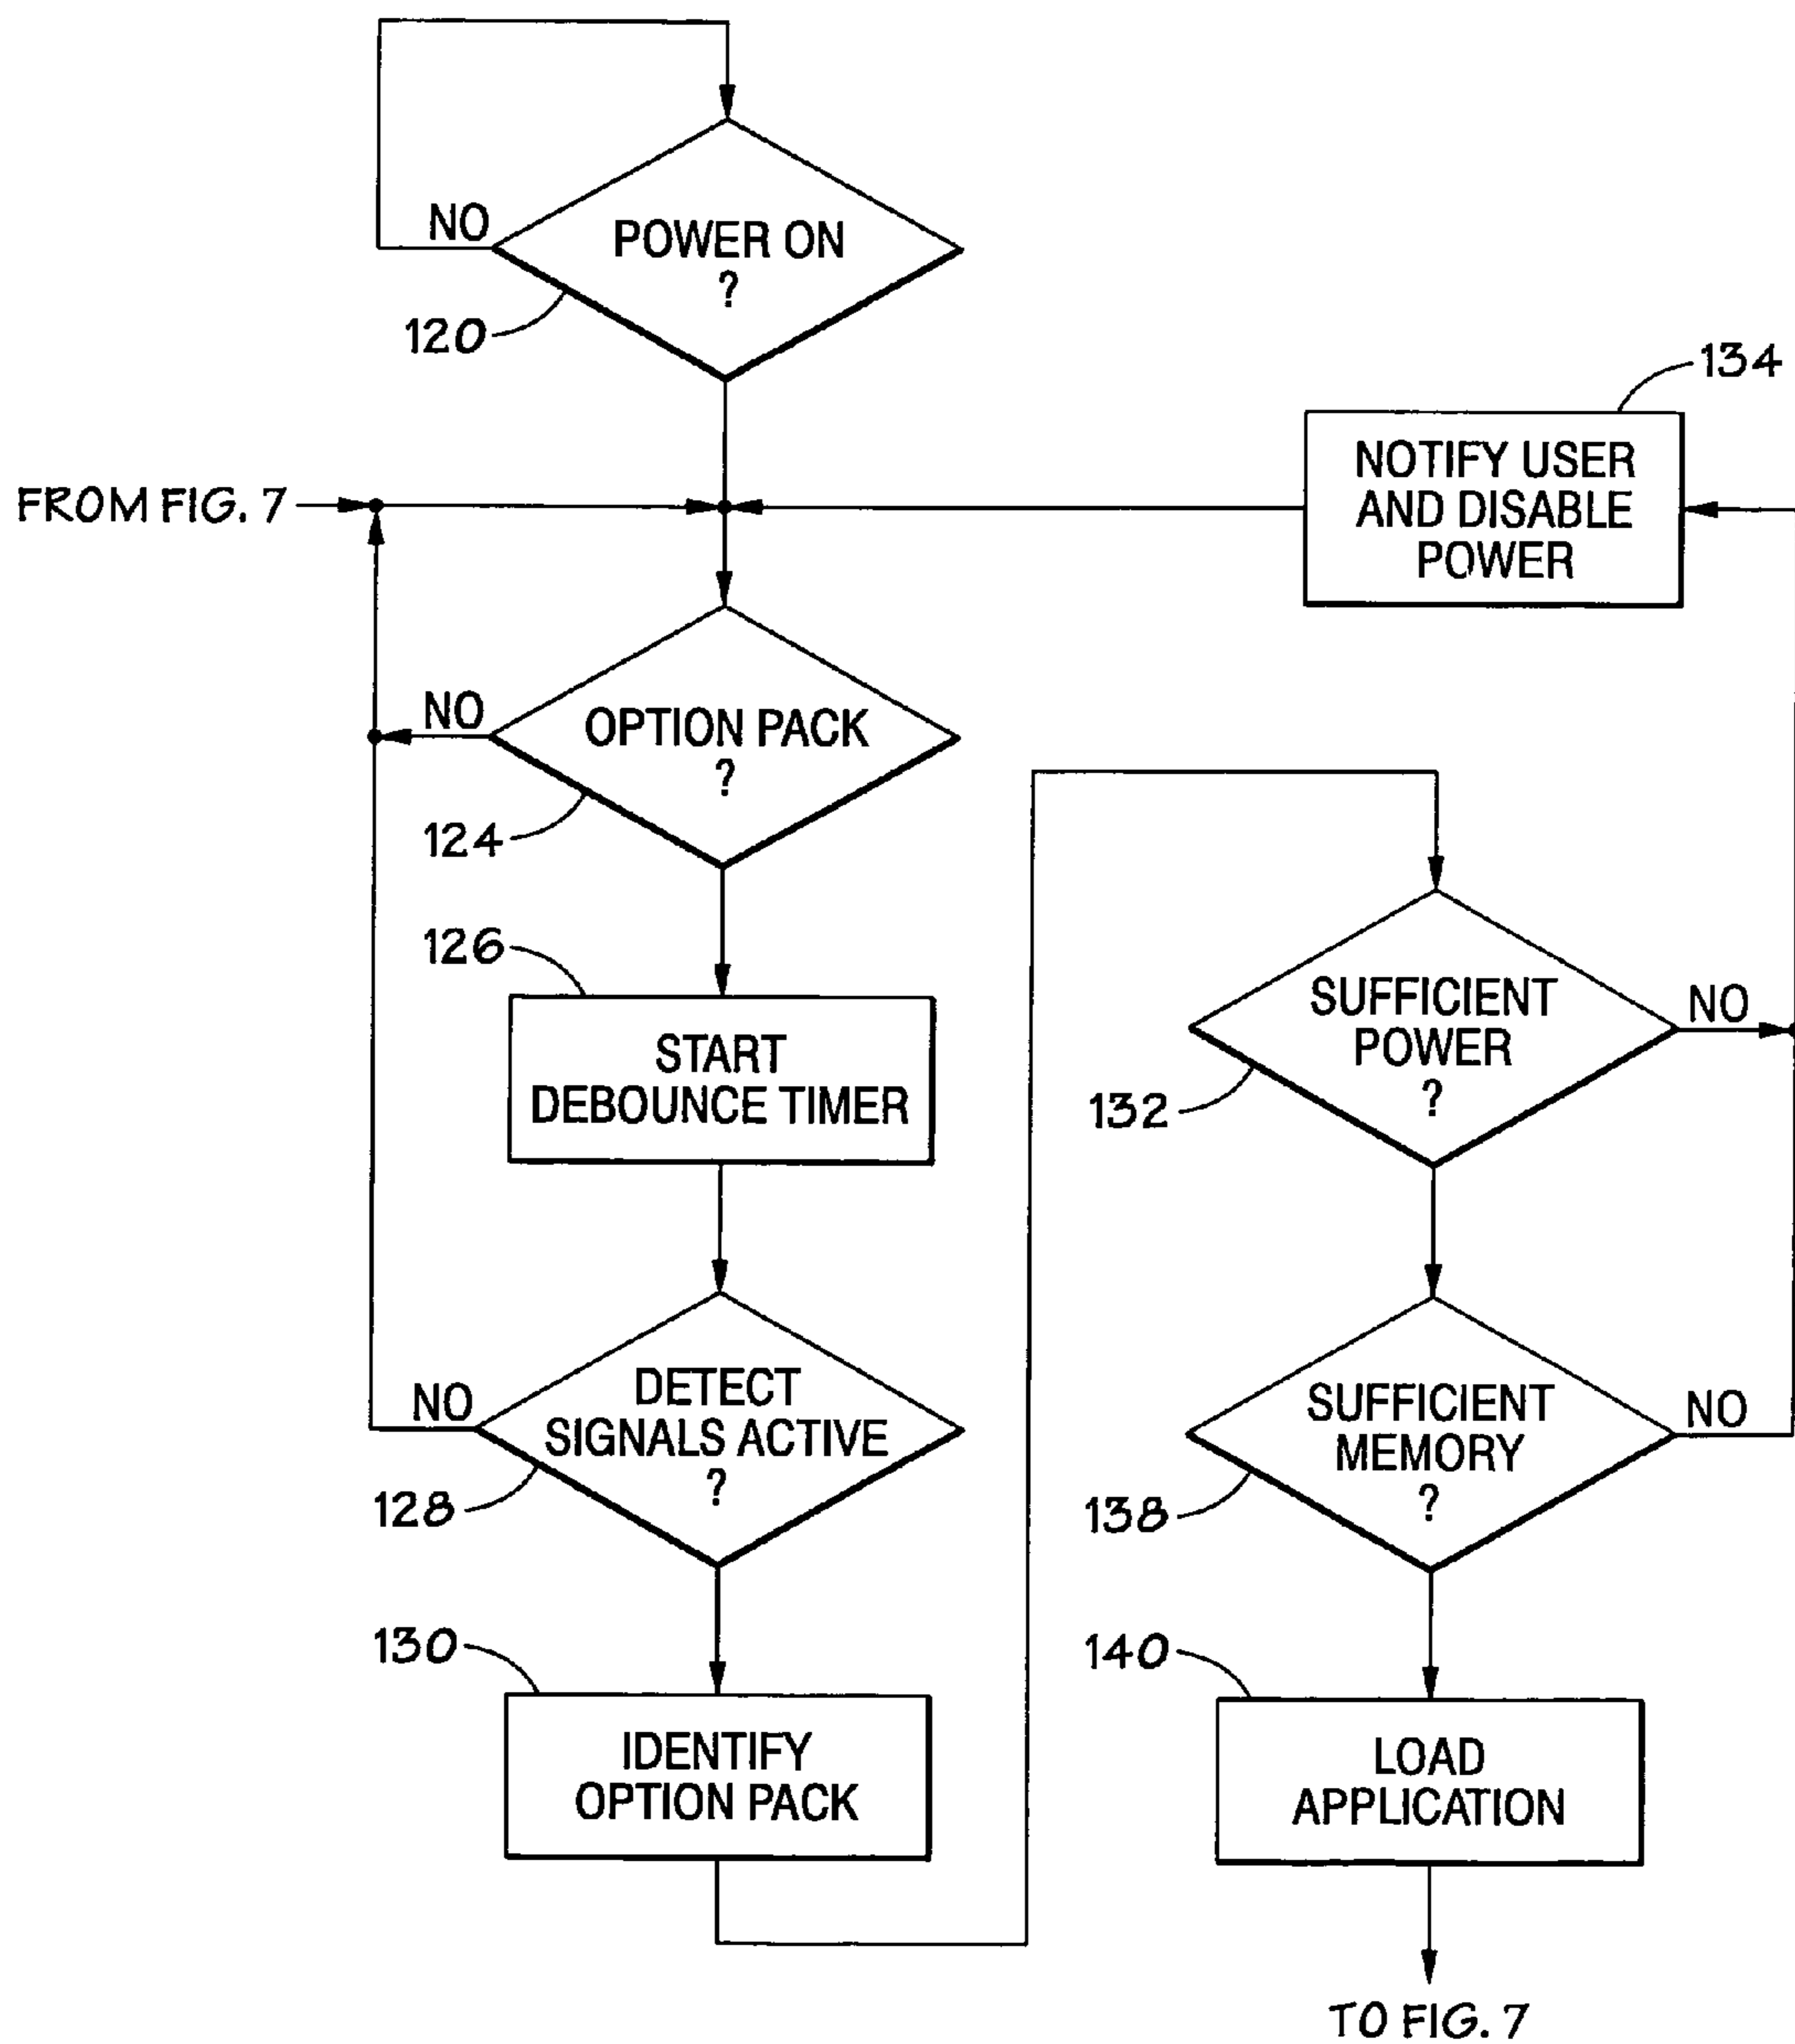 NO
POWER ON
?
120
134
NOTIFY USER
AND DISABLE
POWER
FROM FIG. 7
NO
OPTION PACK
?
124
126
START
DEBOUNCE TIMER
SUFFICIENT
POWER
?
NO
132
NO
DETECT
SIGNALS ACTIVE
?
128
SUFFICIENT
MEMORY
?
NO
138
130
IDENTIFY
OPTION PACK
140
LOAD
APPLICATION
TO FIG. 7